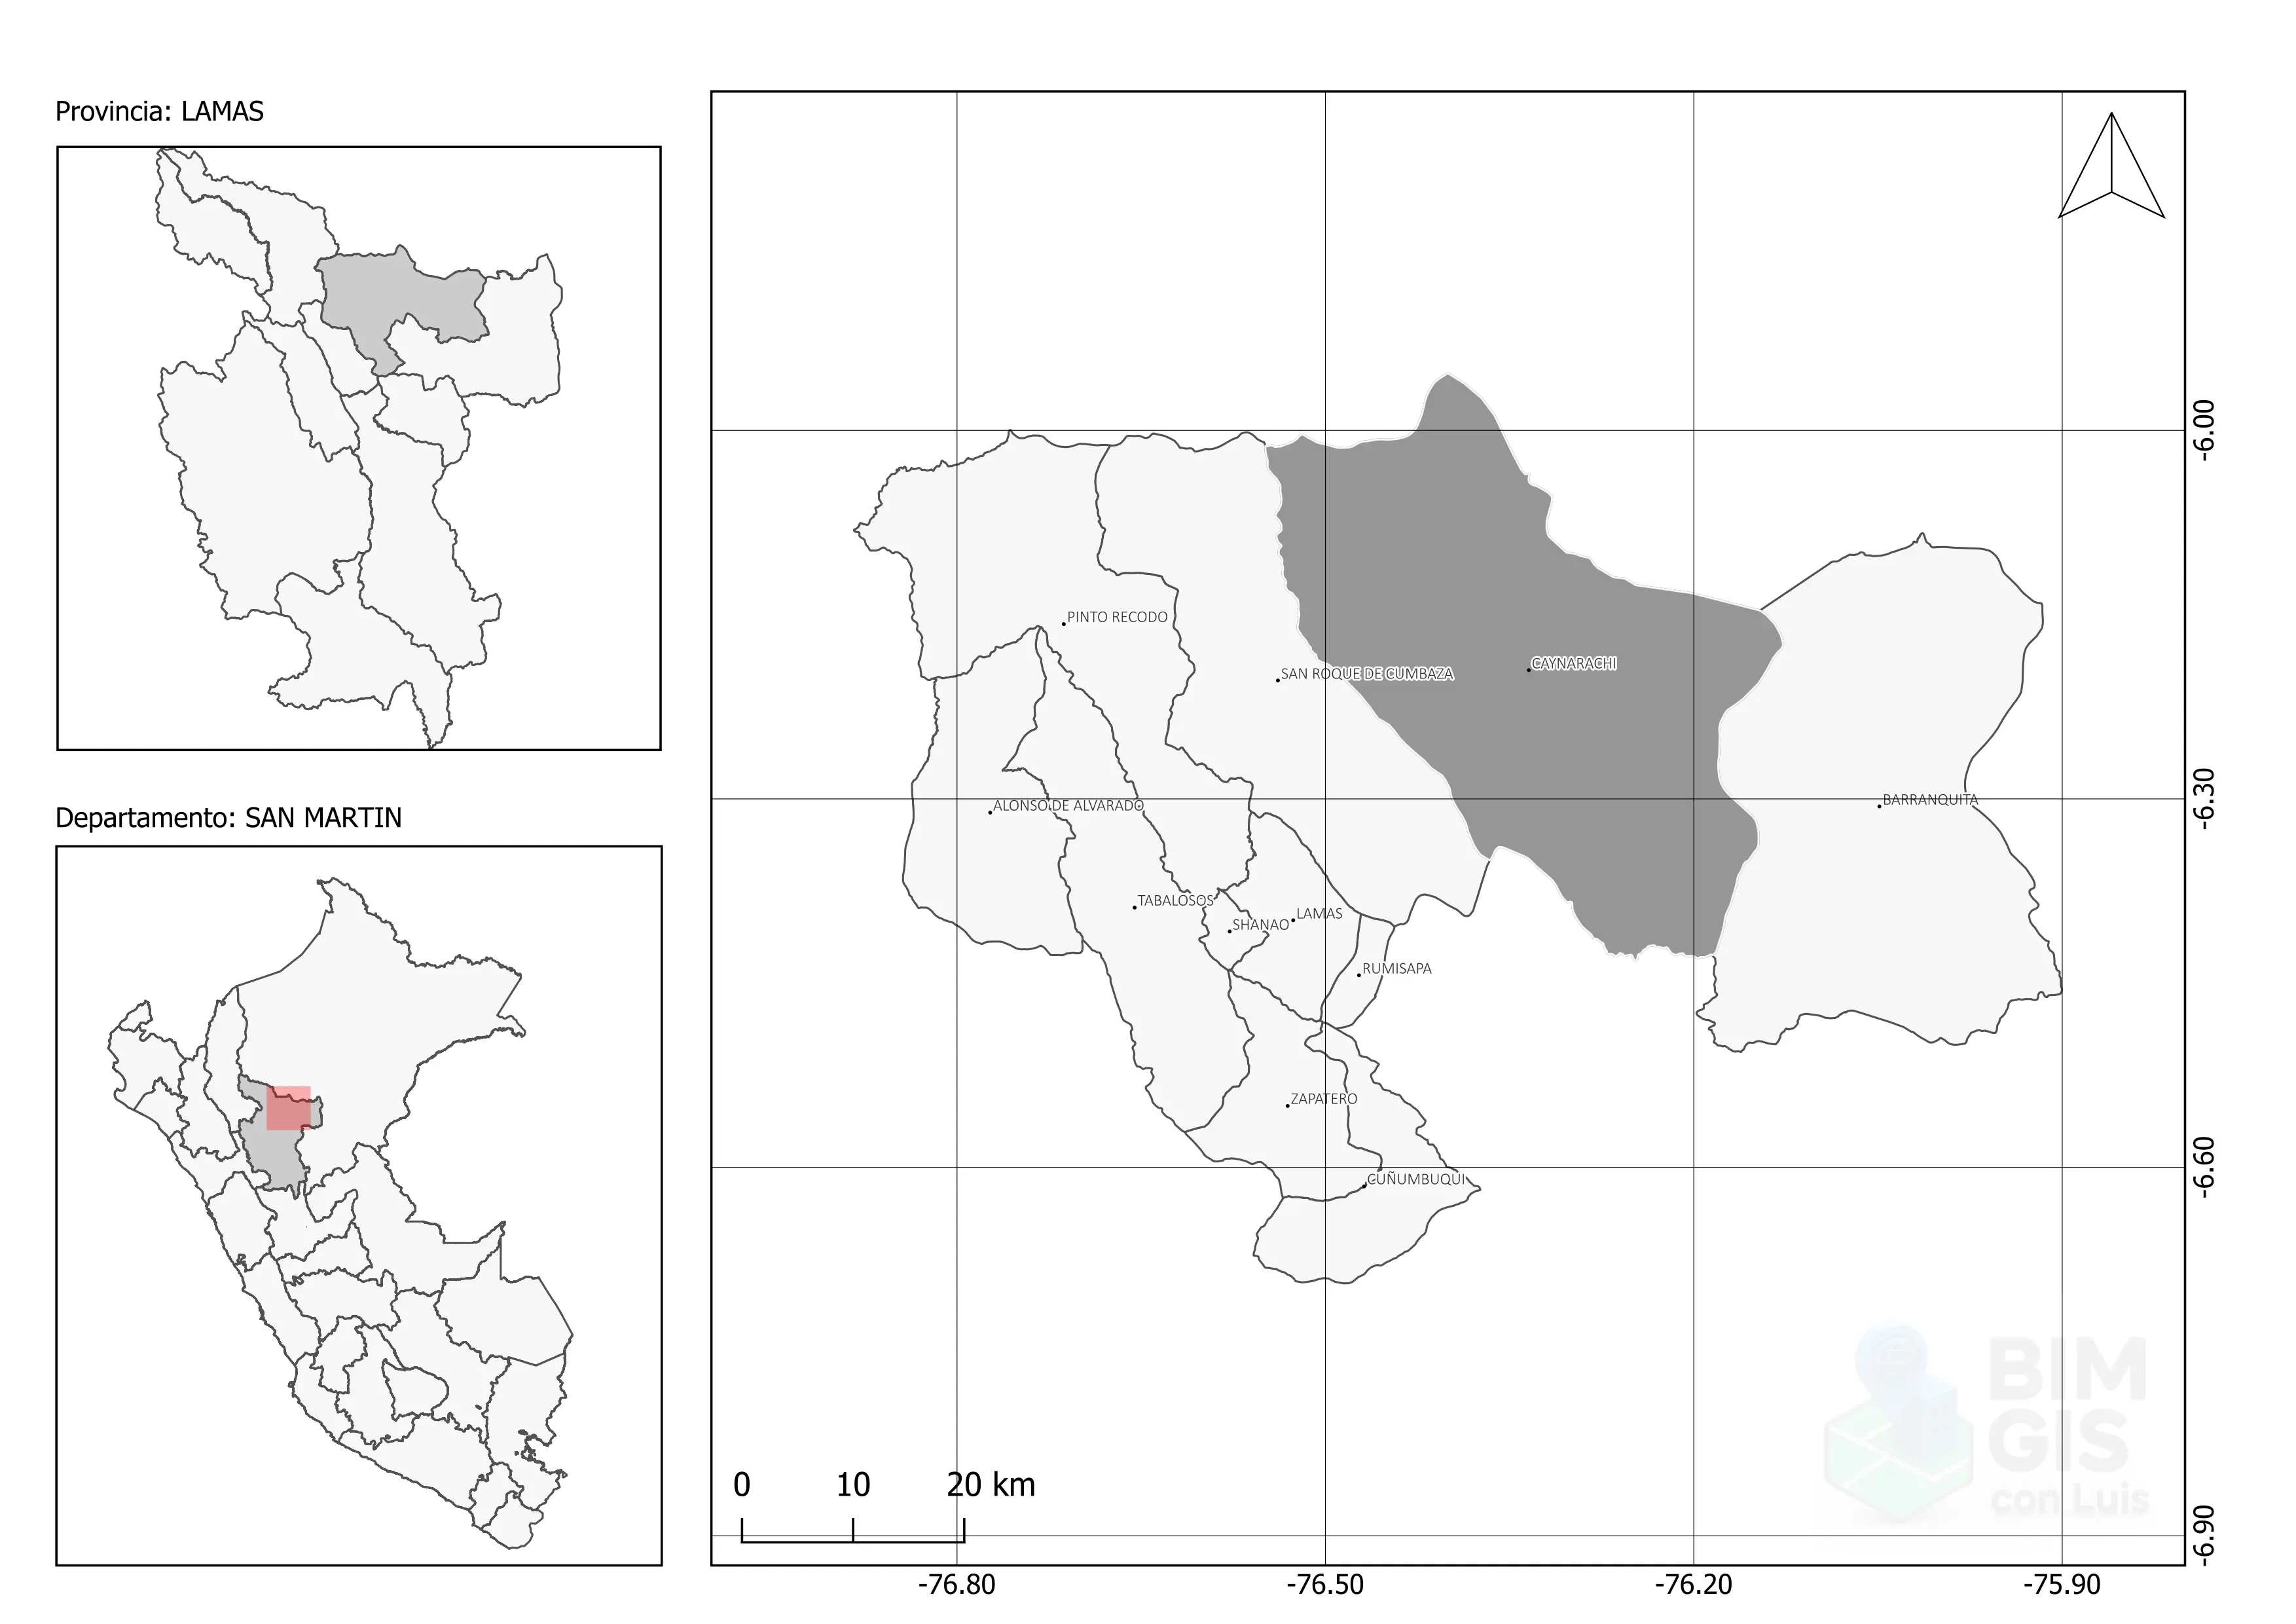 Provincia: LAMAS
Departamento: SAN MARTIN
PINTO RECODO
SAN ROQUE DE CUMBAZA
CAYNARACHI
ALONSO DE ALVARADO
BARRANQUITA
TABALOSOS
SHANAO
LAMAS
RUMISAPA
ZAPATERO
CUÑUMBUQUI
-6.00
-6.30
-6.60
-6.90
BIM
GIS
con Luis
0 10 20 km
-76.80 -76.50 -76.20 -75.90